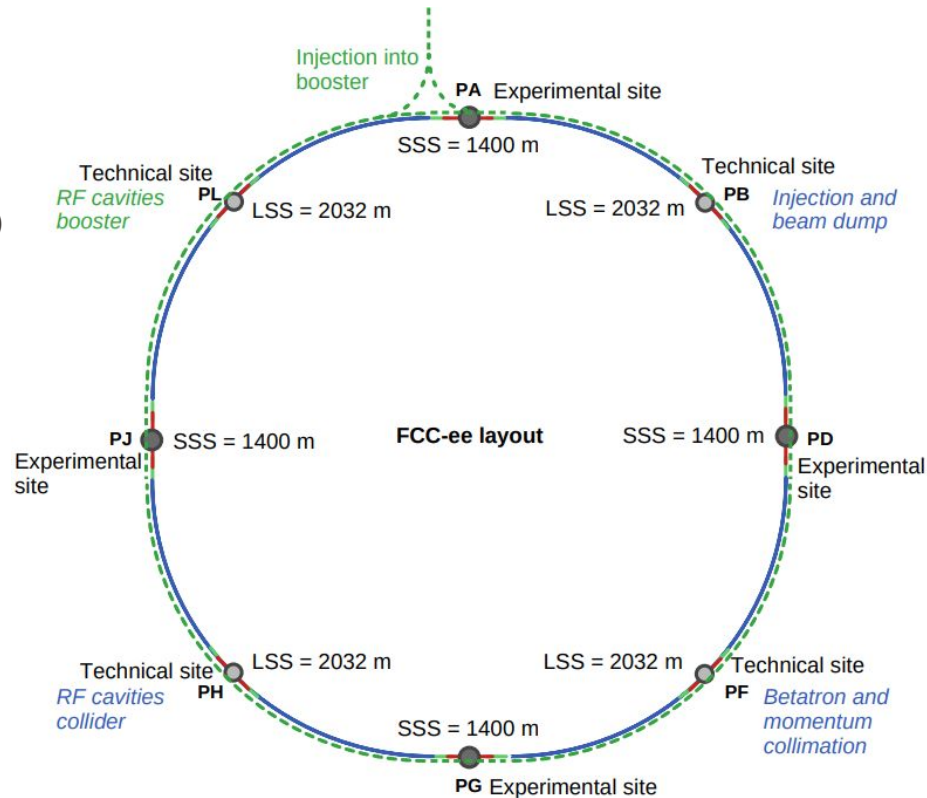 Injection into
booster
PA Experimental site
SSS = 1400 m
Technical site
PL
RF cavities
booster
LSS = 2032 m
Technical site
PB
Injection and
beam dump
LSS = 2032 m
PJ
SSS = 1400 m
Experimental
site
FCC-ee layout
SSS = 1400 m
PD
Experimental
site
Technical site
PH
RF cavities
collider
LSS = 2032 m
LSS = 2032 m
Technical site
PF
Betatron and
momentum
collimation
SSS = 1400 m
PG Experimental site